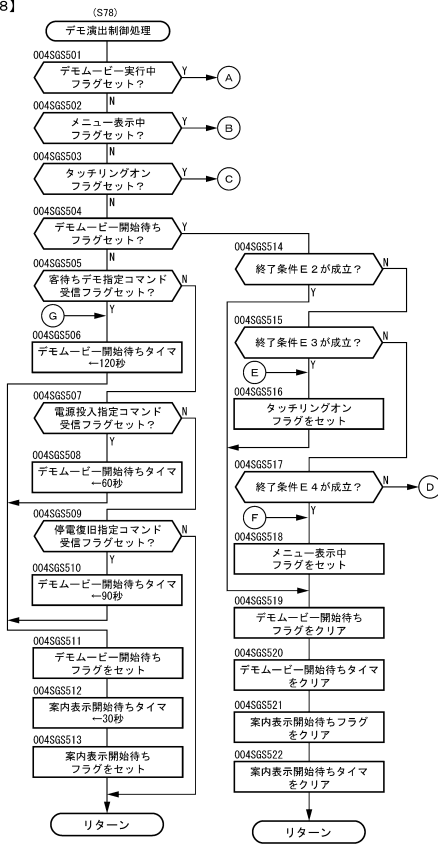 8】
(S78)
デモ演出制御処理
004SGS501
デモムービー実行中
フラグセット？
Y
A
N
004SGS502
メニュー表示中
フラグセット？
Y
B
N
004SGS503
タッチリングオン
フラグセット？
Y
C
N
004SGS504
デモムービー開始待ち
フラグセット？
Y
N
004SGS505
客待ちデモ指定コマンド
受信フラグセット？
N
G
Y
004SGS506
デモムービー開始待ちタイマ
←120秒
004SGS507
電源投入指定コマンド
受信フラグセット？
N
Y
004SGS508
デモムービー開始待ちタイマ
←60秒
004SGS509
停電復旧指定コマンド
受信フラグセット？
N
Y
004SGS510
デモムービー開始待ちタイマ
←90秒
004SGS511
デモムービー開始待ち
フラグをセット
004SGS512
案内表示開始待ちタイマ
←30秒
004SGS513
案内表示開始待ち
フラグをセット
リターン
004SGS514
終了条件Ｅ２が成立？
N
Y
004SGS515
終了条件Ｅ３が成立？
N
Y
E
004SGS516
タッチリングオン
フラグをセット
004SGS517
終了条件Ｅ４が成立？
N
D
Y
F
004SGS518
メニュー表示中
フラグをセット
004SGS519
デモムービー開始待ち
フラグをクリア
004SGS520
デモムービー開始待ちタイマ
をクリア
004SGS521
案内表示開始待ちフラグ
をクリア
004SGS522
案内表示開始待ちタイマ
をクリア
リターン